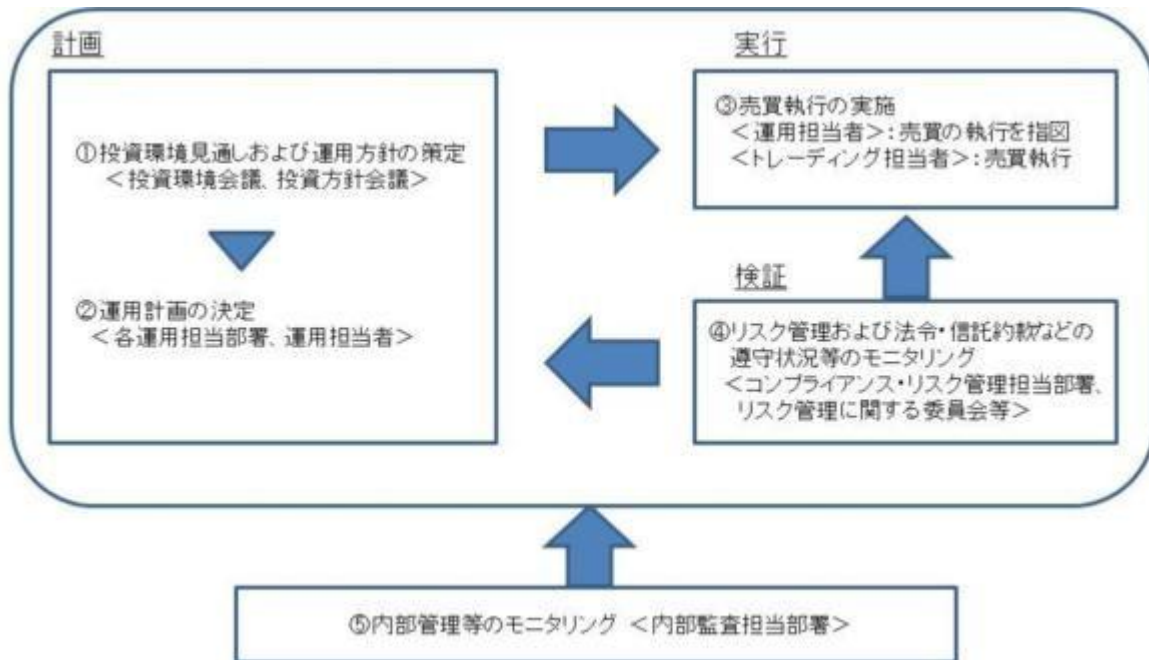 計画
①投資環境見通しおよび運用方針の策定
＜投資環境会議、投資方針会議＞
②運用計画の決定
＜各運用担当部署、運用担当者＞
実行
③売買執行の実施
＜運用担当者＞：売買の執行を指図
＜トレーディング担当者＞：売買執行
検証
④リスク管理および法令・信託約款などの
遵守状況等のモニタリング
＜コンプライアンス・リスク管理担当部署、
リスク管理に関する委員会等＞
⑤内部管理等のモニタリング ＜内部監査担当部署＞